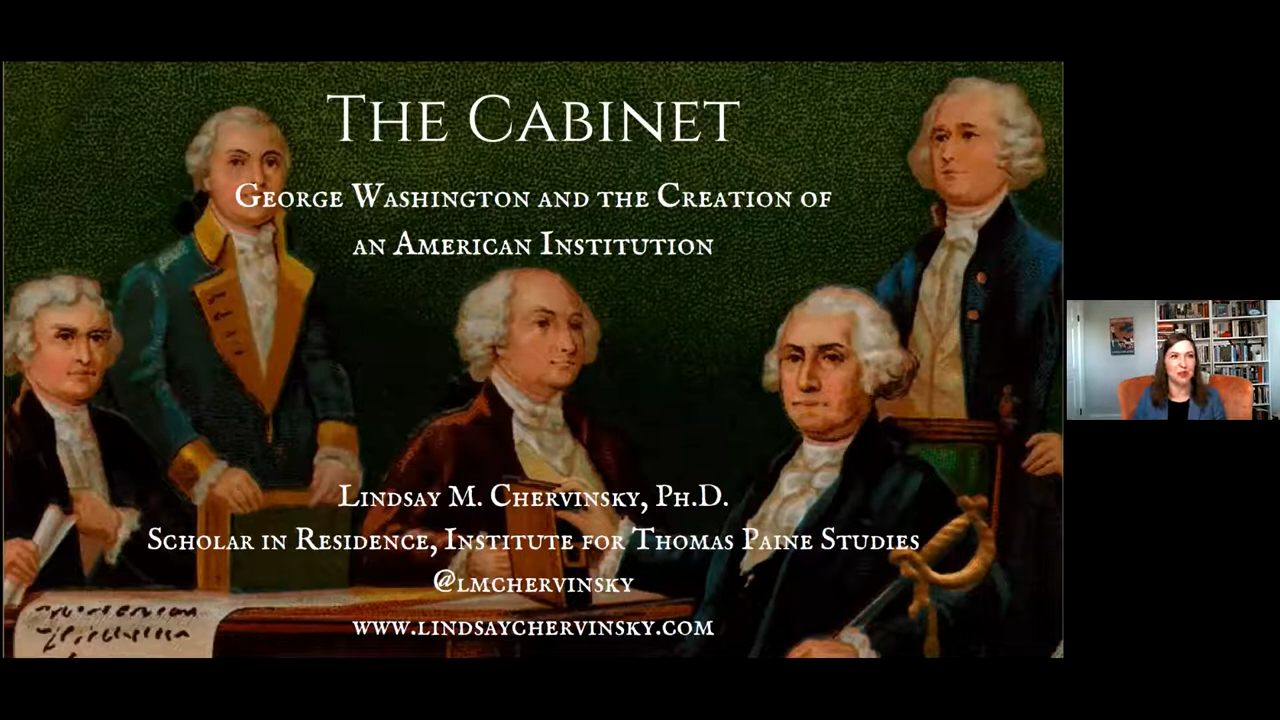 The Cabinet
George Washington and the Creation of
an American Institution
Lindsay M. Chervinsky, Ph.D.
Scholar in Residence, Institute for Thomas Paine Studies
@lmchervinsky
www.lindsaychervinsky.com